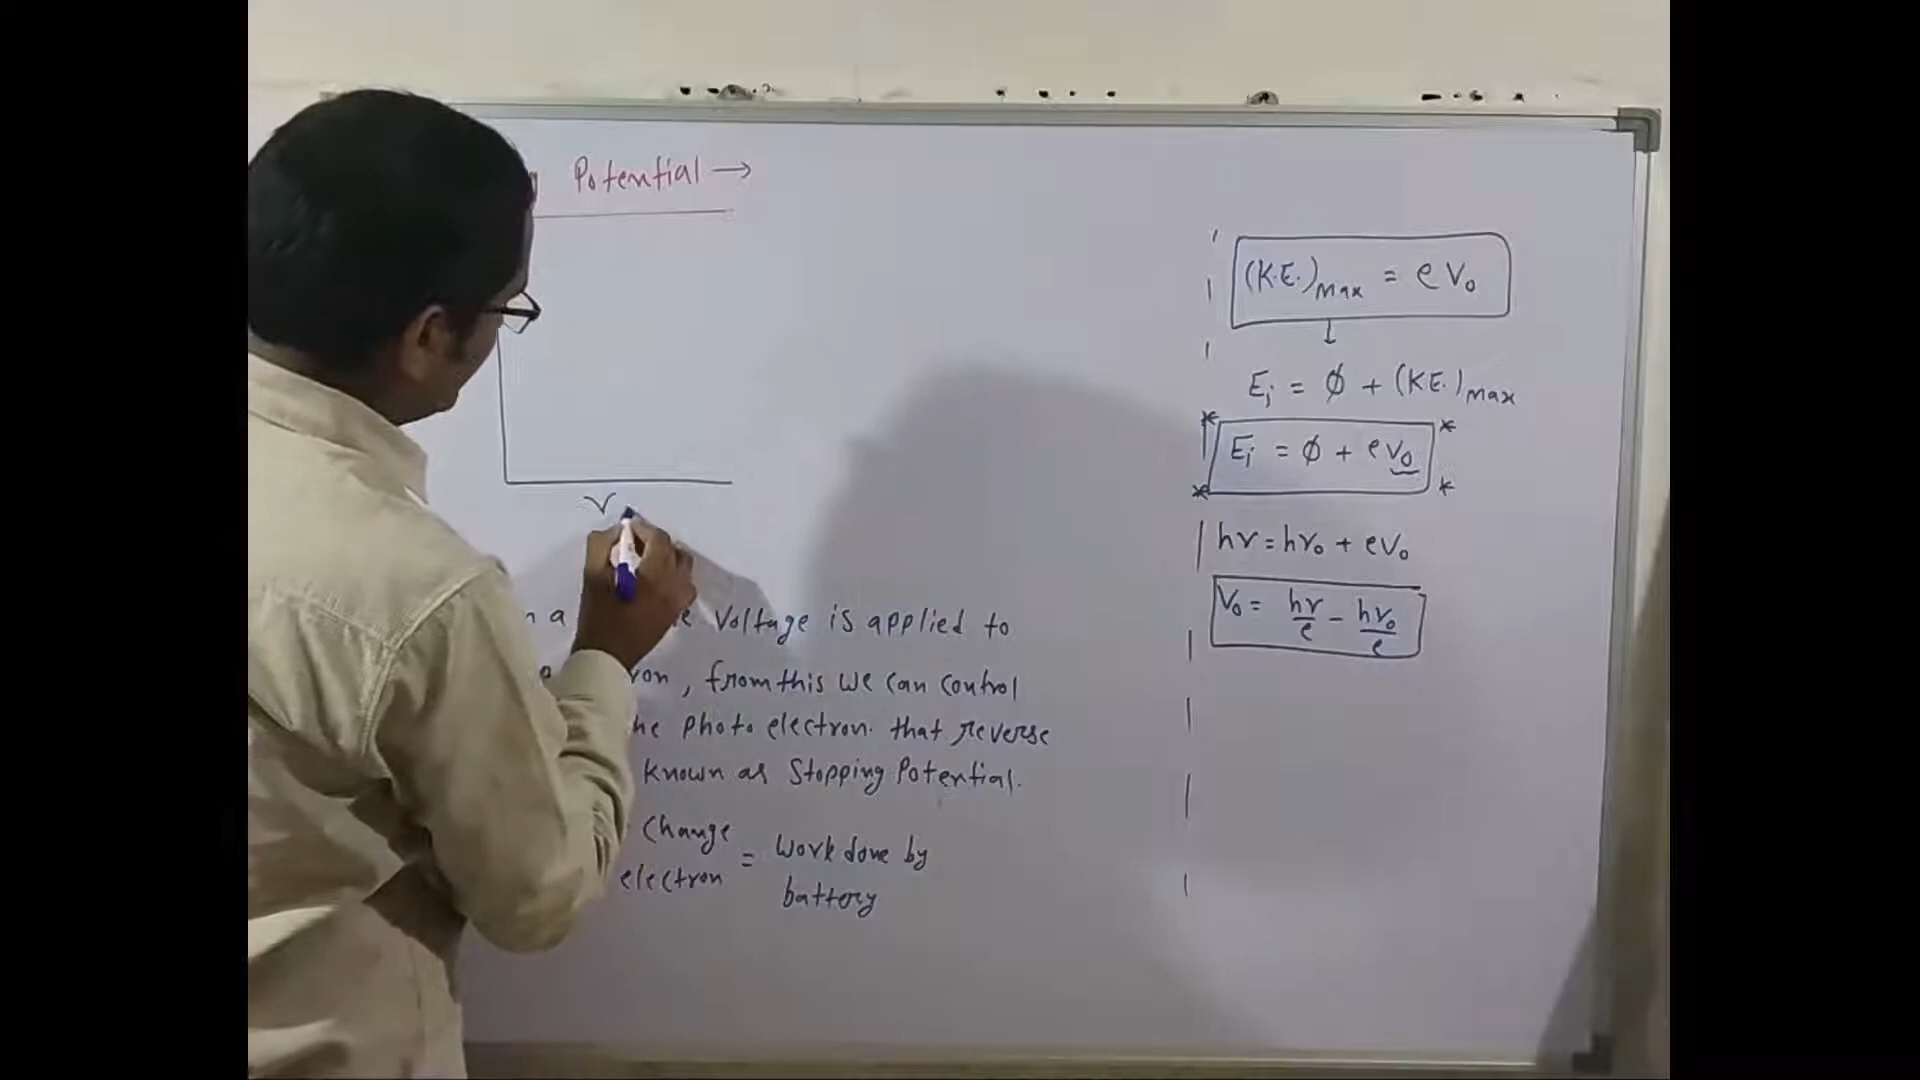 Potential →
V
a Voltage is applied to
, from this we can control
photo electron. that reverse
known as Stopping Potential.
Change
electron
= Work done by
battery
(K.E.)max = eV₀
↓
Ei = ϕ + (KE.)max
* Ei = ϕ + eV₀ *
* *
hν = hν₀ + eV₀
V₀ = hν/e - hν₀/e